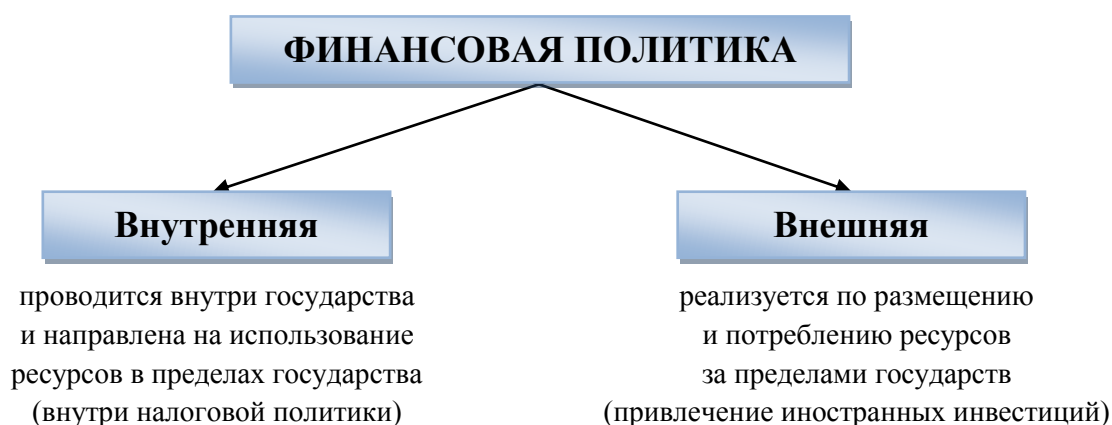 ФИНАНСОВАЯ ПОЛИТИКА
Внутренняя
проводится внутри государства
и направлена на использование
ресурсов в пределах государства
(внутри налоговой политики)
Внешняя
реализуется по размещению
и потреблению ресурсов
за пределами государств
(привлечение иностранных инвестиций)